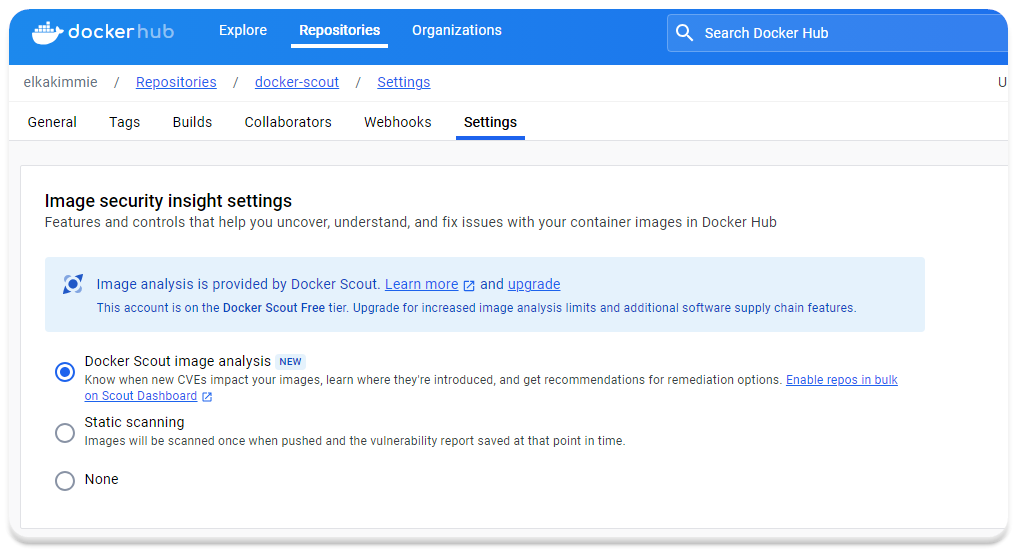 dockerhub Explore Repositories Organizations Search Docker Hub
elkakimmie / Repositories / docker-scout / Settings U
General Tags Builds Collaborators Webhooks Settings
Image security insight settings
Features and controls that help you uncover, understand, and fix issues with your container images in Docker Hub
Image analysis is provided by Docker Scout. Learn more and upgrade
This account is on the Docker Scout Free tier. Upgrade for increased image analysis limits and additional software supply chain features.
Docker Scout image analysis NEW
Know when new CVEs impact your images, learn where they're introduced, and get recommendations for remediation options. Enable repos in bulk
on Scout Dashboard
Static scanning
Images will be scanned once when pushed and the vulnerability report saved at that point in time.
None